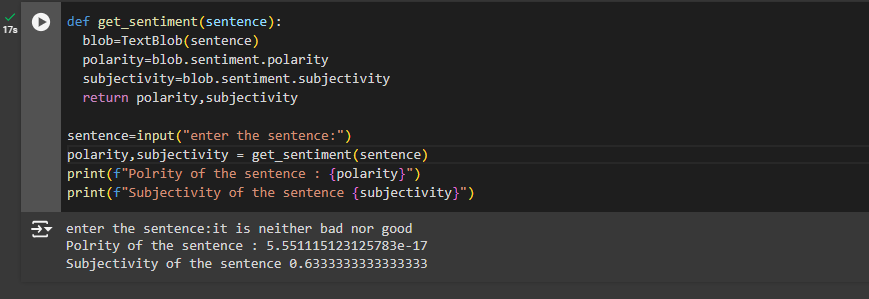 17s
def get_sentiment(sentence):
  blob=TextBlob(sentence)
  polarity=blob.sentiment.polarity
  subjectivity=blob.sentiment.subjectivity
  return polarity,subjectivity
sentence=input("enter the sentence:")
polarity,subjectivity = get_sentiment(sentence)
print(f"Polrity of the sentence : {polarity}")
print(f"Subjectivity of the sentence {subjectivity}")
enter the sentence:it is neither bad nor good
Polrity of the sentence : 5.551115123125783e-17
Subjectivity of the sentence 0.6333333333333333